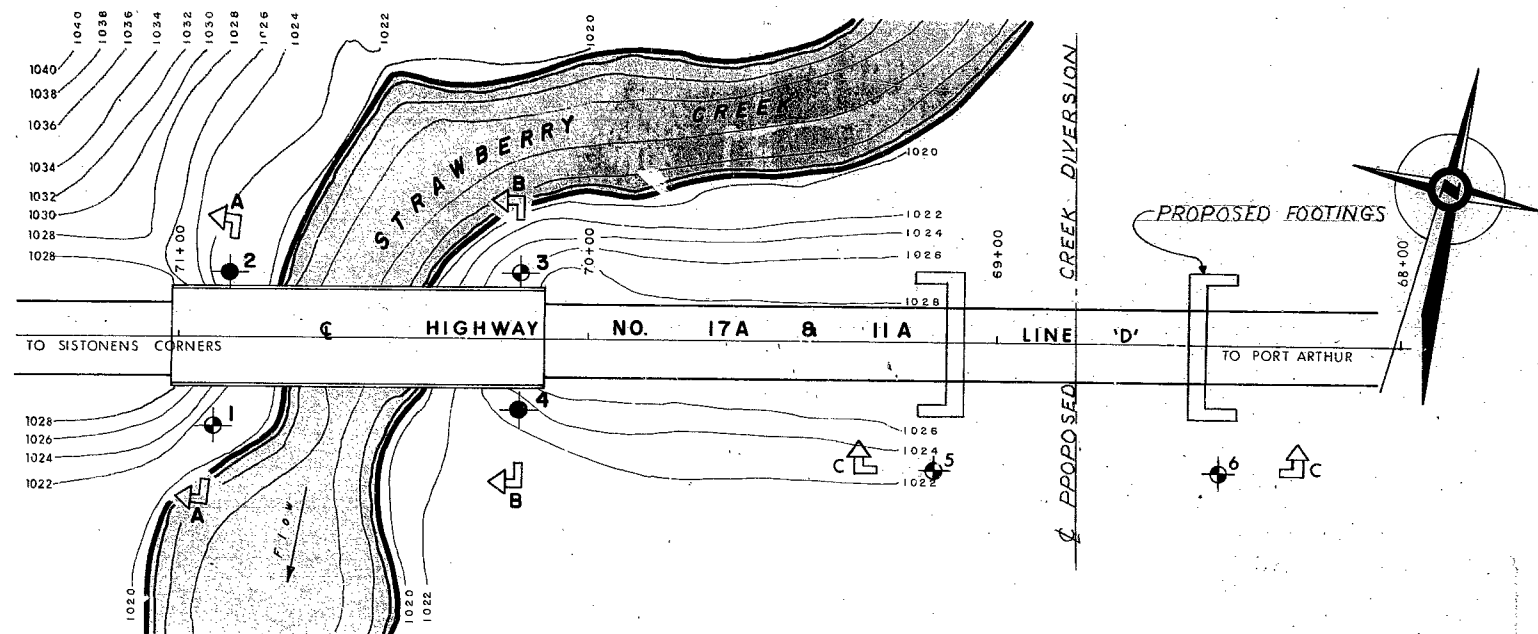 1040 1038 1036 1034 1032 1030 1028 1026 1024 1022
1020
1040
1038
1036
1034
1032
1030
1028
1028
STRAWBERRY CREEK
1020
A
B
71+00
2
3
70+00
1022
1024
1026
1028
69+00
PROPOSED FOOTINGS
68+00
N
℄ HIGHWAY NO. 17A & 11A LINE 'D'
TO SISTONENS CORNERS
TO PORT ARTHUR
℄ PROPOSED CREEK DIVERSION
1028
1026
1024
1022
1
4
1026
1024
1022
C
5
6
C
A
B
Flow
1020
1020
1022